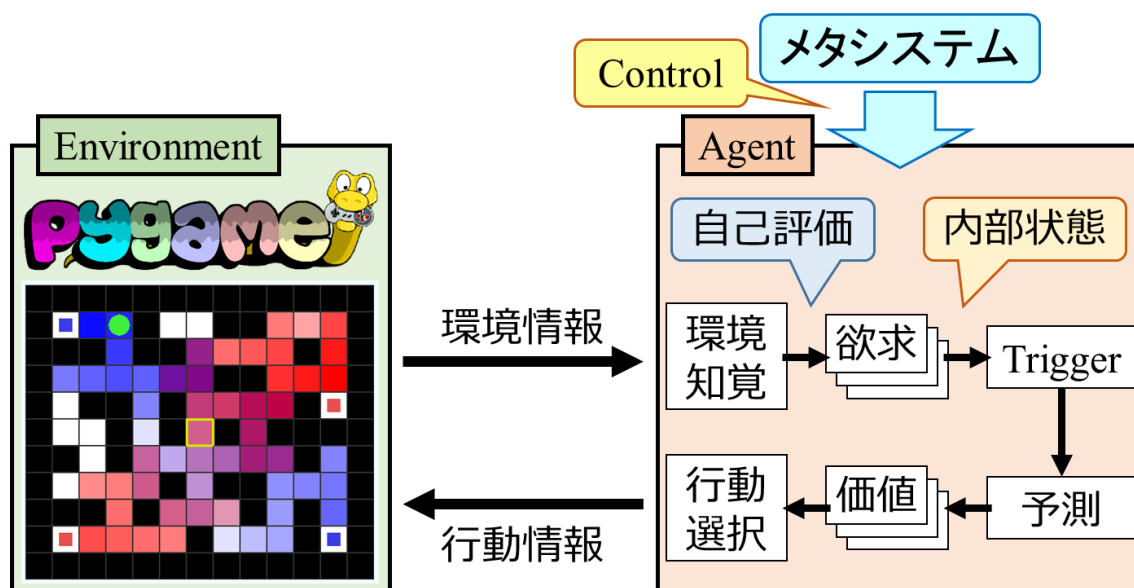 メタシステム
Control
Environment
Agent
pygame
自己評価
内部状態
環境情報
環境
知覚
欲求
Trigger
行動情報
行動
選択
価値
予測